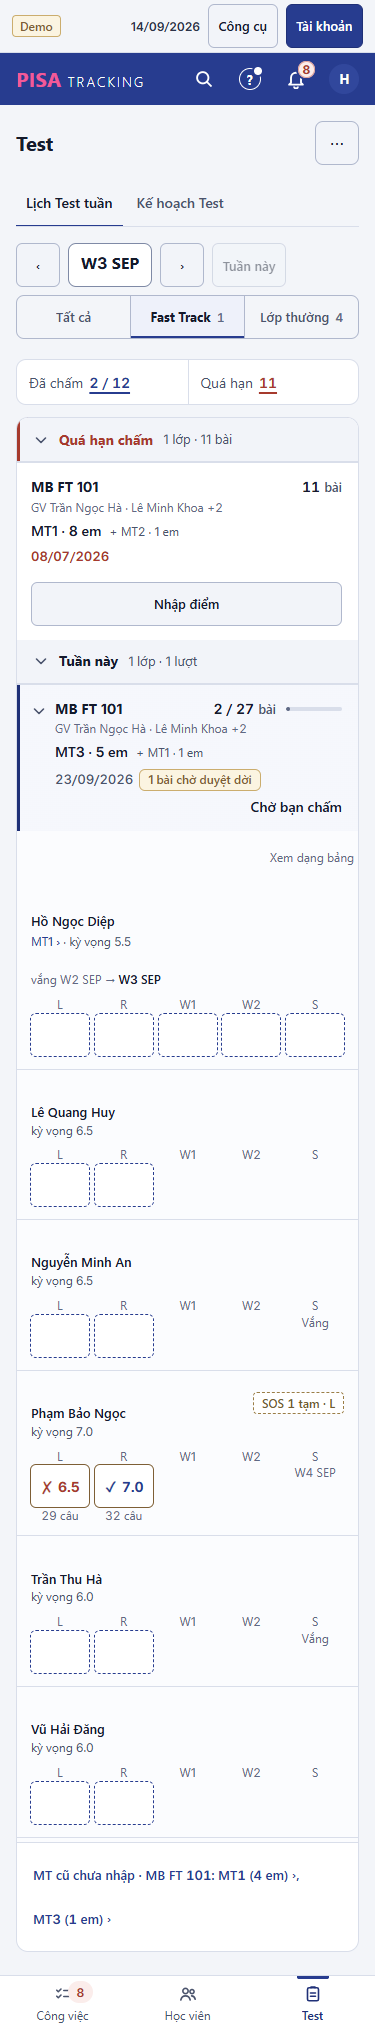 Demo
14/09/2026
Công cụ
Tài khoản
PISA TRACKING
?
8
H
Test
...
Lịch Test tuần
Kế hoạch Test
‹
W3 SEP
›
Tuần này
Tất cả
Fast Track 1
Lớp thường 4
Đã chấm 2 / 12
Quá hạn 11
Quá hạn chấm 1 lớp · 11 bài
MB FT 101
11 bài
GV Trần Ngọc Hà · Lê Minh Khoa +2
MT1 · 8 em + MT2 · 1 em
08/07/2026
Nhập điểm
Tuần này 1 lớp · 1 lượt
MB FT 101
2 / 27 bài
GV Trần Ngọc Hà · Lê Minh Khoa +2
MT3 · 5 em + MT1 · 1 em
23/09/2026 1 bài chờ duyệt dời
Chờ bạn chấm
Xem dạng bảng
Hồ Ngọc Diệp
MT1 › · kỳ vọng 5.5
vắng W2 SEP → W3 SEP
L R W1 W2 S
Lê Quang Huy
kỳ vọng 6.5
L R W1 W2 S
Nguyễn Minh An
kỳ vọng 6.5
L R W1 W2 S
Vắng
Phạm Bảo Ngọc
SOS 1 tạm · L
kỳ vọng 7.0
L R W1 W2 S
W4 SEP
✗ 6.5 ✓ 7.0
29 câu 32 câu
Trần Thu Hà
kỳ vọng 6.0
L R W1 W2 S
Vắng
Vũ Hải Đăng
kỳ vọng 6.0
L R W1 W2 S
MT cũ chưa nhập · MB FT 101: MT1 (4 em) ›,
MT3 (1 em) ›
8
Công việc
Học viên
Test